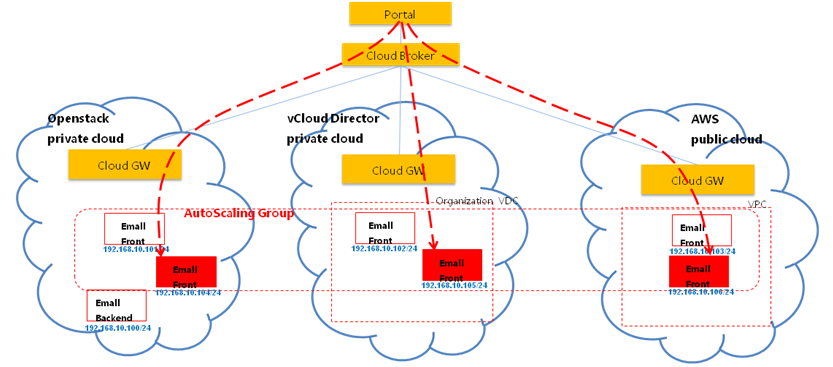 Portal
Cloud Broker
Openstack
private cloud
vCloud Director
private cloud
AWS
public cloud
Cloud GW
Cloud GW
Cloud GW
Organization VDC
VPC
AutoScaling Group
Email
Front
192.168.10.101/24
Email
Front
192.168.10.102/24
Email
Front
103/24
Email
Front
192.168.10.104/24
Email
Front
192.168.10.105/24
Email
Front
192.168.10.106/24
Email
Backend
192.168.10.100/24